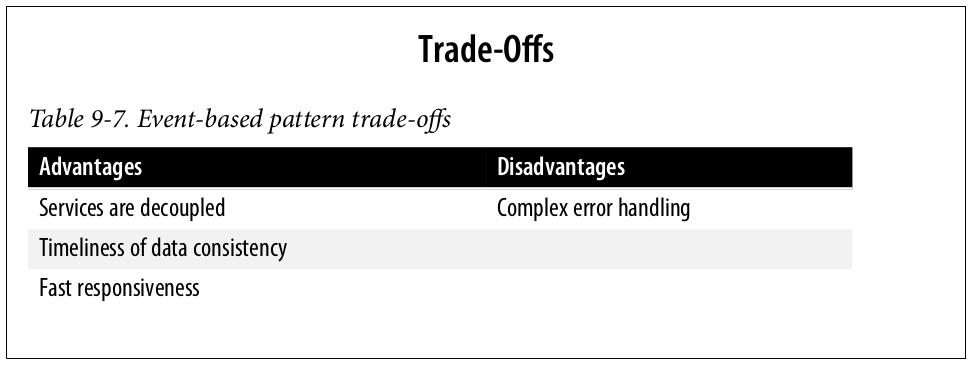 Trade-Offs
Table 9-7. Event-based pattern trade-offs
Advantages Disadvantages
Services are decoupled Complex error handling
Timeliness of data consistency
Fast responsiveness